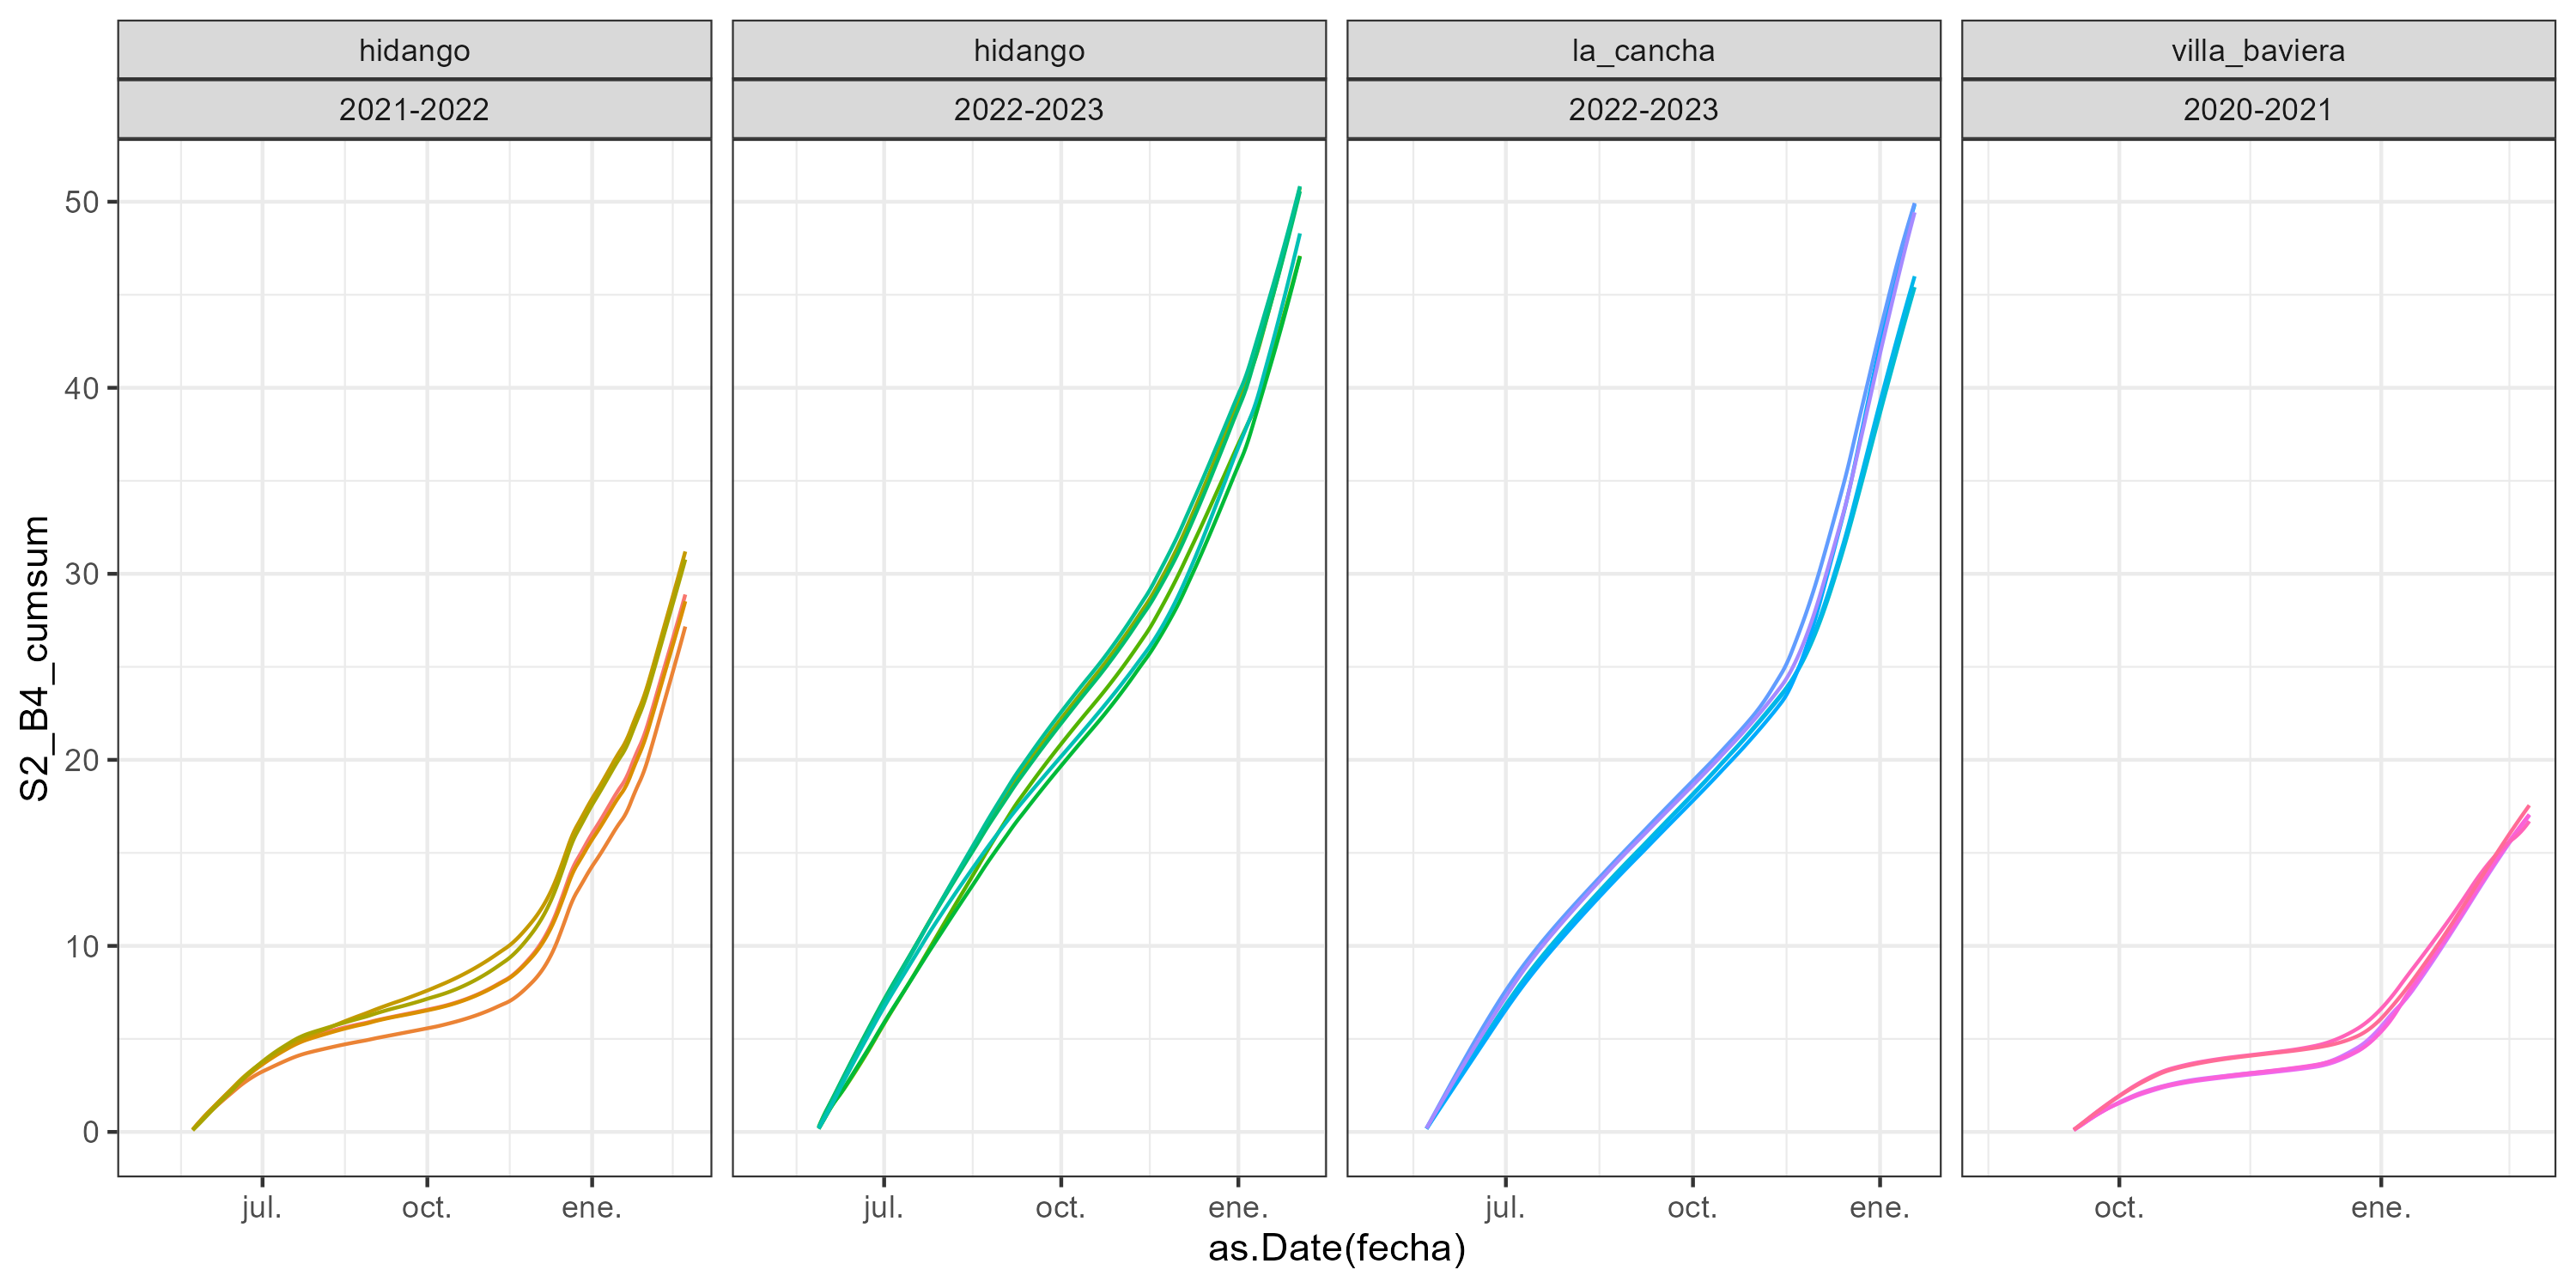 hidango hidango la_cancha villa_baviera
2021-2022 2022-2023 2022-2023 2020-2021
S2_B4_cumsum
50
40
30
20
10
0
jul. oct. ene. jul. oct. ene. jul. oct. ene. oct. ene.
as.Date(fecha)